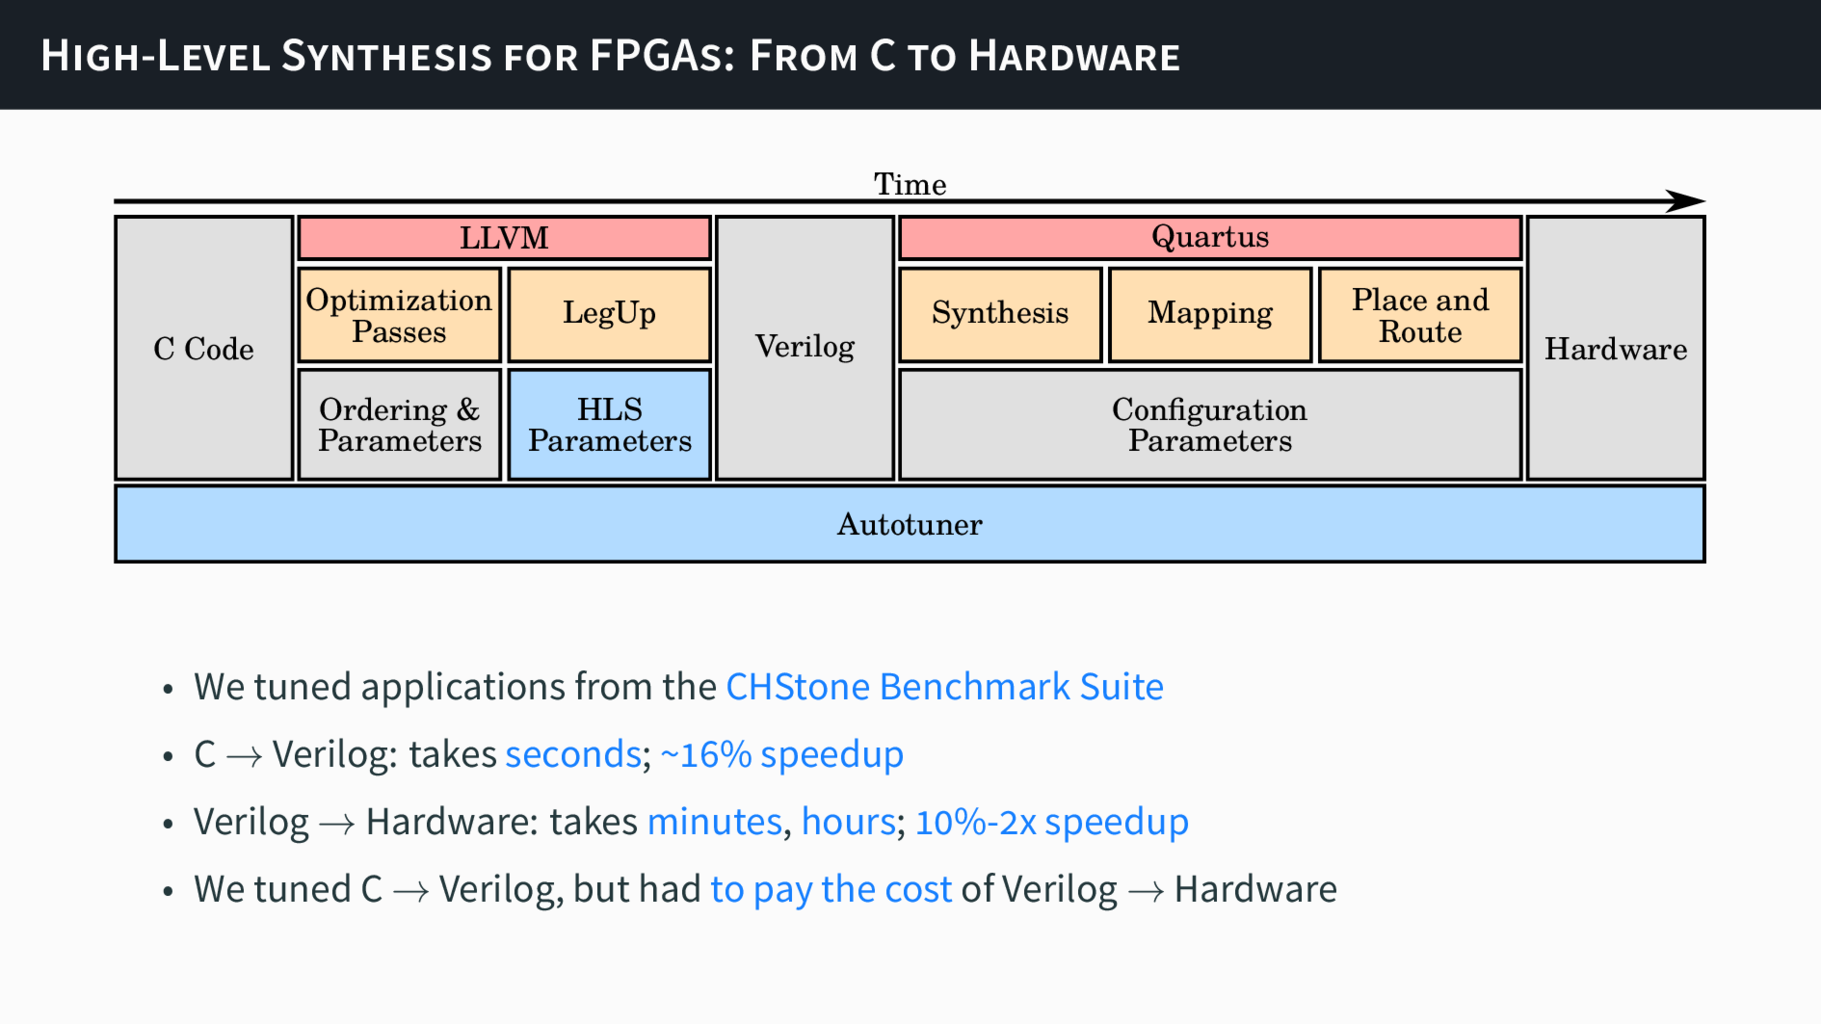 High-Level Synthesis for FPGAs: From C to Hardware
Time
LLVM
Quartus
C Code
Optimization
Passes
LegUp
Verilog
Synthesis
Mapping
Place and
Route
Hardware
Ordering &
Parameters
HLS
Parameters
Configuration
Parameters
Autotuner
• We tuned applications from the CHStone Benchmark Suite
• C → Verilog: takes seconds; ~16% speedup
• Verilog → Hardware: takes minutes, hours; 10%-2x speedup
• We tuned C → Verilog, but had to pay the cost of Verilog → Hardware